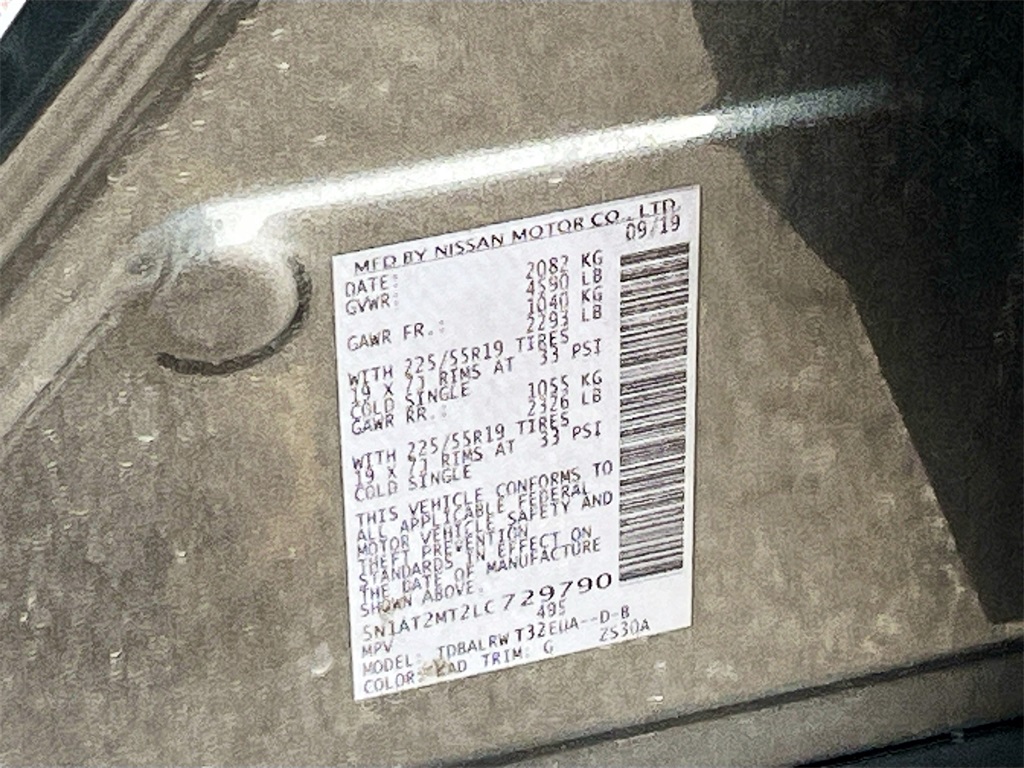 MFD BY NISSAN MOTOR CO., LTD.
DATE: 09/19
GVWR: 2082 KG
4590 LB
GAWR FR.: 1040 KG
2293 LB
WITH 225/55R19 TIRES
19 X 7J RIMS AT 33 PSI
COLD SINGLE
GAWR RR.: 1055 KG
2326 LB
WITH 225/55R19 TIRES
19 X 7J RIMS AT 33 PSI
COLD SINGLE
THIS VEHICLE CONFORMS TO
ALL APPLICABLE FEDERAL
MOTOR VEHICLE SAFETY AND
THEFT PREVENTION
STANDARDS IN EFFECT ON
THE DATE OF MANUFACTURE
SHOWN ABOVE.
5N1AT2MT2LC729790
MPV 495
MODEL: TDBALRW T32EUA--D-B
COLOR: KAD TRIM: G ZS30A